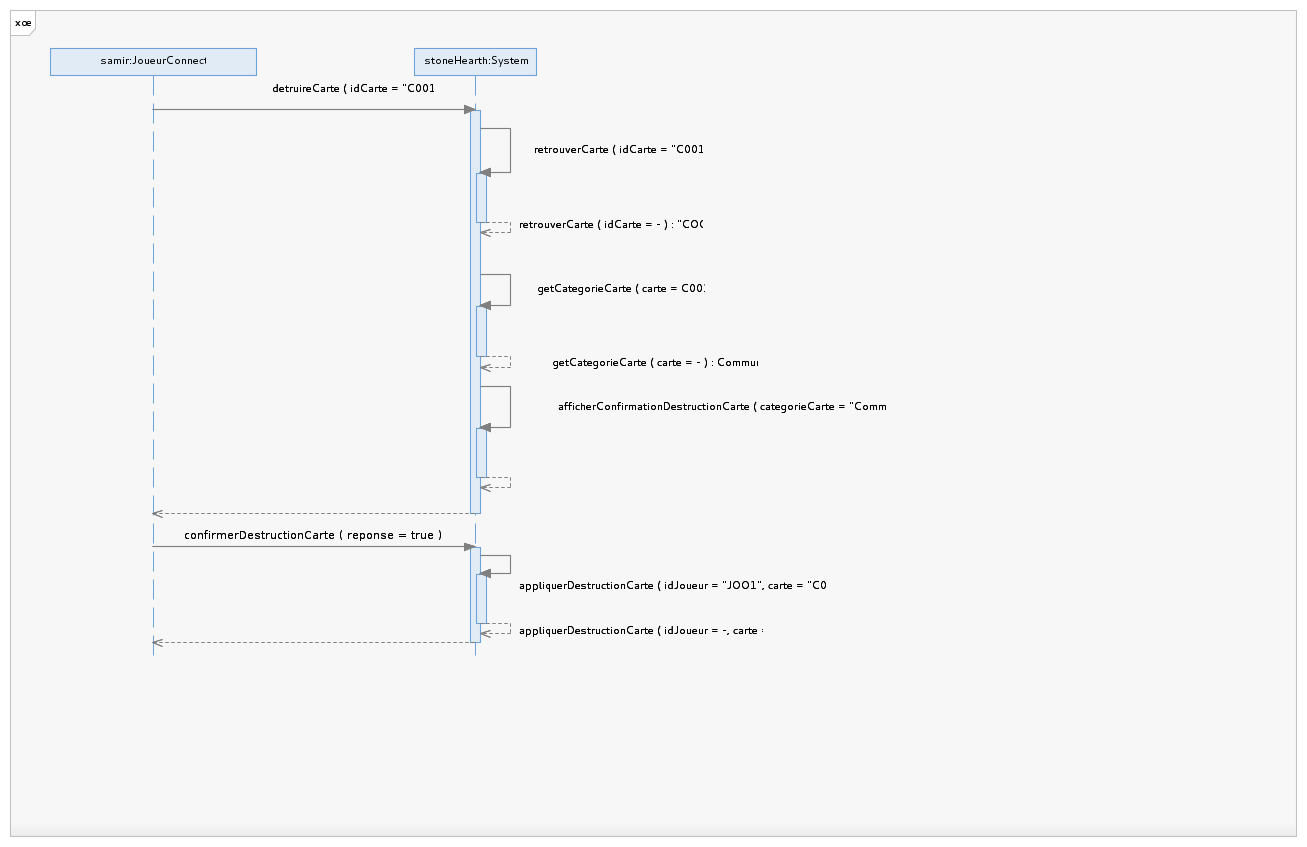 samir:JoueurConnect
stoneHearth:System
detruireCarte ( idCarte = "C001
retrouverCarte ( idCarte = "C001
retrouverCarte ( idCarte = - ) : "CO
getCategorieCarte ( carte = C00
getCategorieCarte ( carte = - ) : Commu
afficherConfirmationDestructionCarte ( categorieCarte = "Comm
confirmerDestructionCarte ( reponse = true )
appliquerDestructionCarte ( idJoueur = "JOO1", carte = "C0
appliquerDestructionCarte ( idJoueur = -, carte